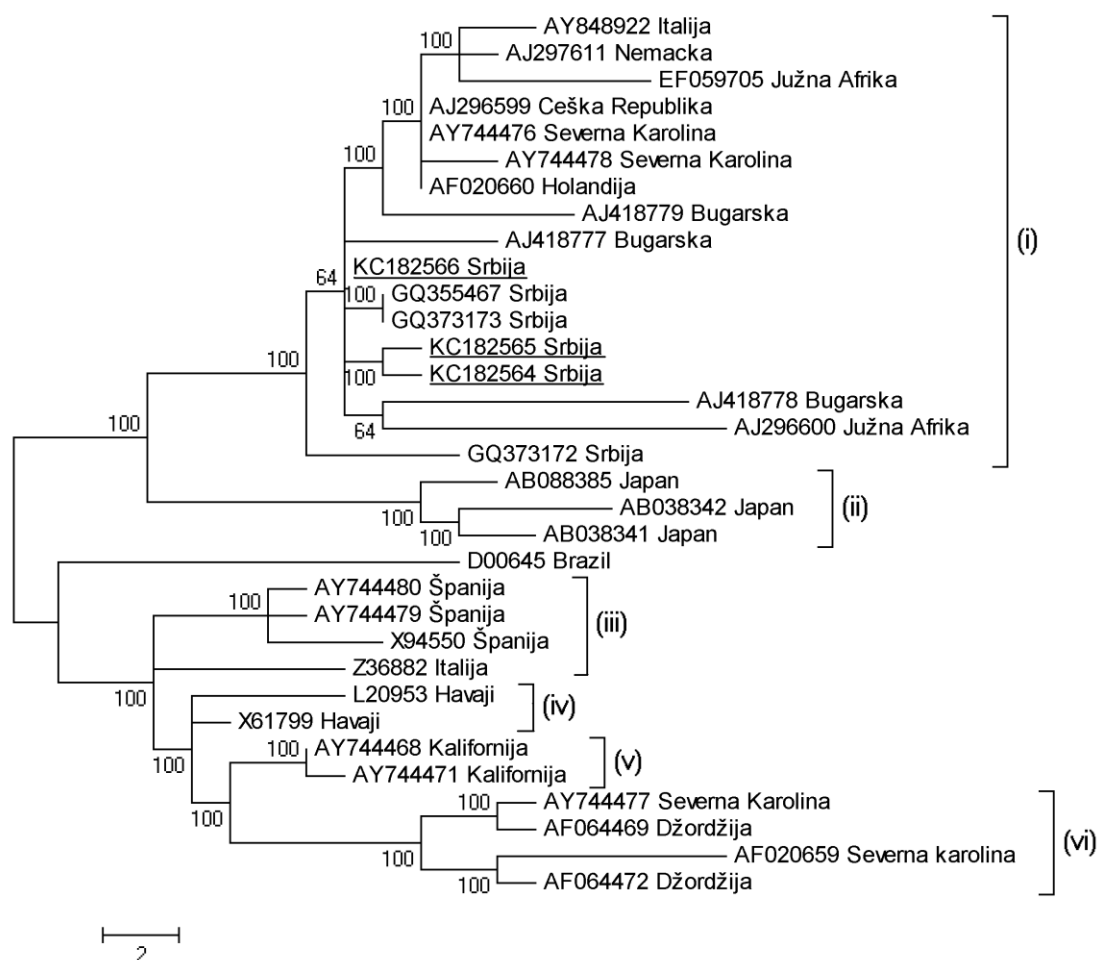 AY848922 Italija
100
AJ297611 Nemacka
EF059705 Južna Afrika
100
AJ296599 Ceška Republika
AY744476 Severna Karolina
100
AY744478 Severna Karolina
AF020660 Holandija
AJ418779 Bugarska
AJ418777 Bugarska
(i)
KC182566 Srbija
64
100
GQ355467 Srbija
GQ373173 Srbija
KC182565 Srbija
100
100
KC182564 Srbija
AJ418778 Bugarska
64
AJ296600 Južna Afrika
100
GQ373172 Srbija
AB088385 Japan
AB038342 Japan
(ii)
100
100
AB038341 Japan
D00645 Brazil
AY744480 Španija
100
AY744479 Španija
(iii)
X94550 Španija
Z36882 Italija
100
L20953 Havaji
(iv)
X61799 Havaji
100
AY744468 Kalifornija
100
(v)
AY744471 Kalifornija
100
AY744477 Severna Karolina
100
AF064469 Džordžija
(vi)
100
AF020659 Severna karolina
100
AF064472 Džordžija
2